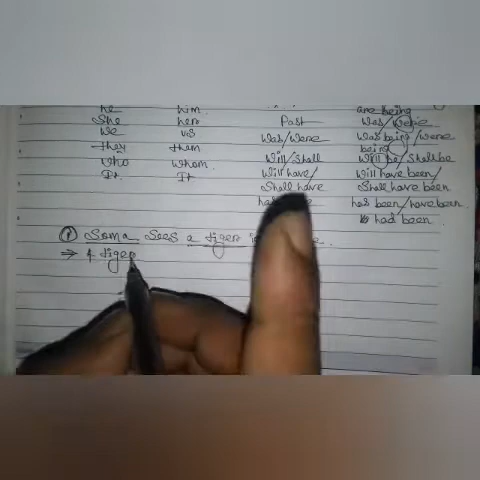 he him are being
She her Past Was/Were
We us Was/Were Was being/were being
They them Will/Shall Will be/Shall be
Who Whom Will have/ Shall have Will have been/ Shall have been
It It has been/have been
had been
① Soma Sees a tiger
⇒ A tiger